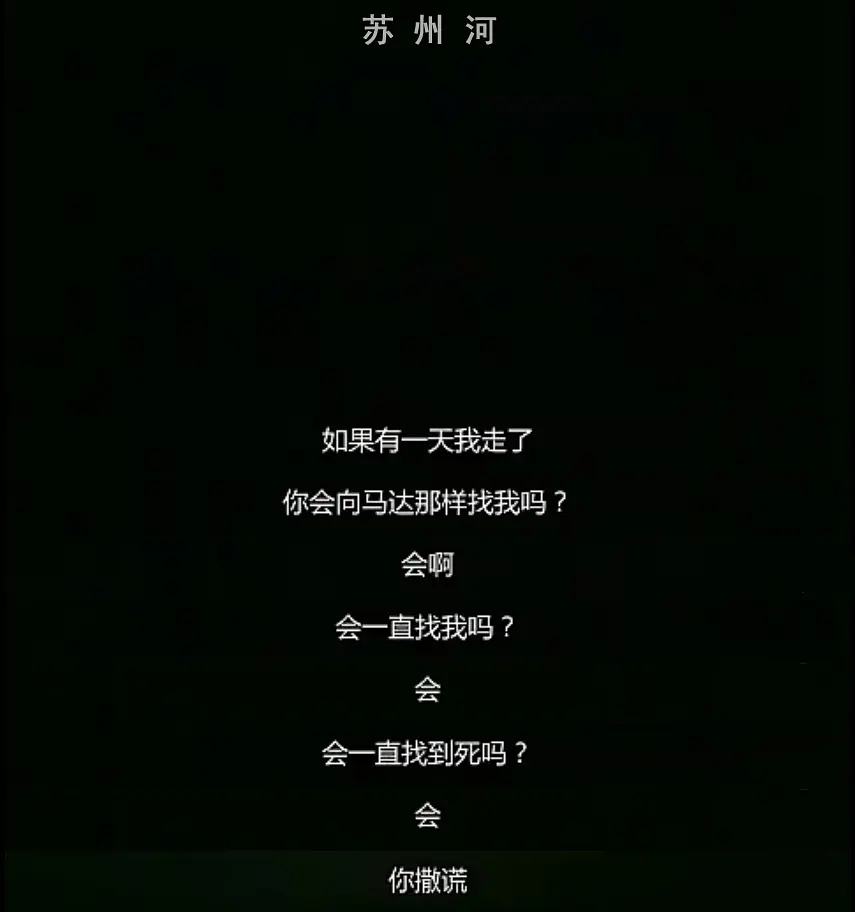 苏州河
如果有一天我走了
你会向马达那样找我吗？
会啊
会一直找我吗？
会
会一直找到死吗？
会
你撒谎